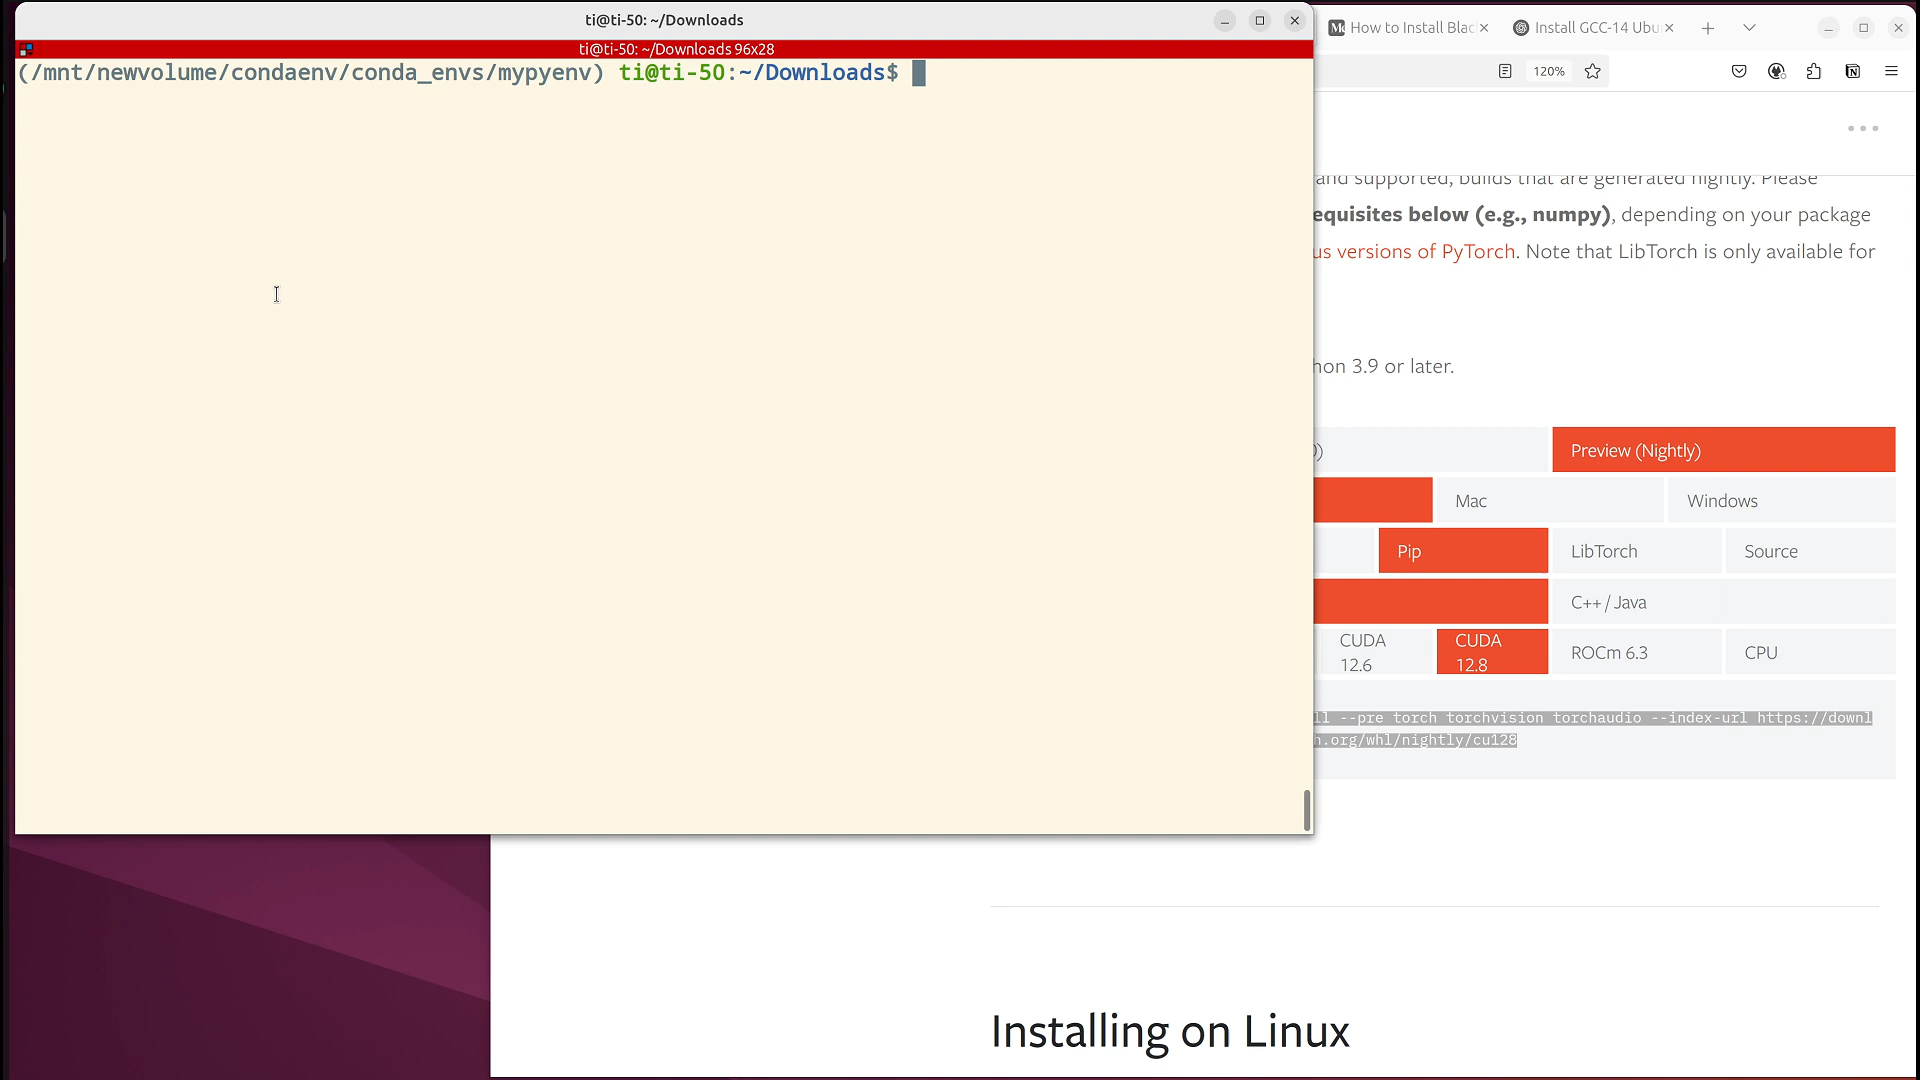 ti@ti-50: ~/Downloads
ti@ti-50: ~/Downloads 96x28
(/mnt/newvolume/condaenv/conda_envs/mypyenv) ti@ti-50:~/Downloads$
How to Install Blac
Install GCC-14 Ubu
120%
and supported, builds that are generated nightly. Please
equisites below (e.g., numpy), depending on your package
us versions of PyTorch. Note that LibTorch is only available for
hon 3.9 or later.
Preview (Nightly)
Mac
Windows
Pip
LibTorch
Source
C++ / Java
CUDA
12.6
CUDA
12.8
ROCm 6.3
CPU
ll --pre torch torchvision torchaudio --index-url https://downl
h.org/whl/nightly/cu128
Installing on Linux